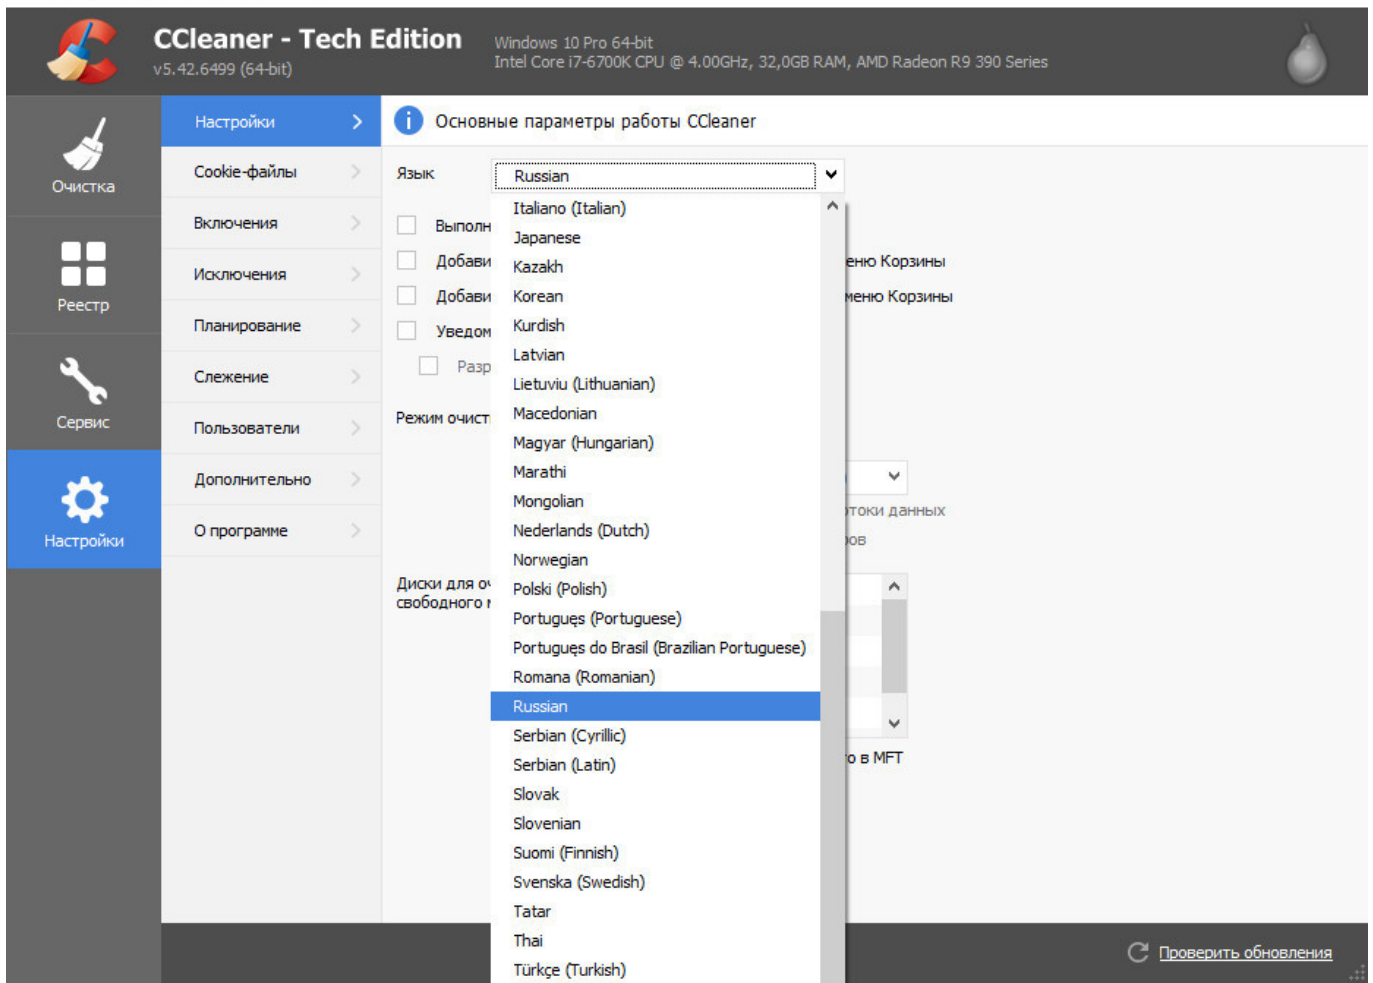 CCleaner - Tech Edition
v5.42.6499 (64-bit)
Windows 10 Pro 64-bit
Intel Core i7-6700K CPU @ 4.00GHz, 32,0GB RAM, AMD Radeon R9 390 Series
Очистка
Реестр
Сервис
Настройки
Настройки
Cookie-файлы
Включения
Исключения
Планирование
Слежение
Пользователи
Дополнительно
О программе
Основные параметры работы CCleaner
Язык
Russian
Выполн
Добави
еню Корзины
Добави
меню Корзины
Уведом
Разр
Режим очист
отоки данных
ов
Диски для оч
свободного м
о в MFT
Italiano (Italian)
Japanese
Kazakh
Korean
Kurdish
Latvian
Lietuviu (Lithuanian)
Macedonian
Magyar (Hungarian)
Marathi
Mongolian
Nederlands (Dutch)
Norwegian
Polski (Polish)
Portuguęs (Portuguese)
Portuguęs do Brasil (Brazilian Portuguese)
Romana (Romanian)
Russian
Serbian (Cyrillic)
Serbian (Latin)
Slovak
Slovenian
Suomi (Finnish)
Svenska (Swedish)
Tatar
Thai
Türkçe (Turkish)
Проверить обновления